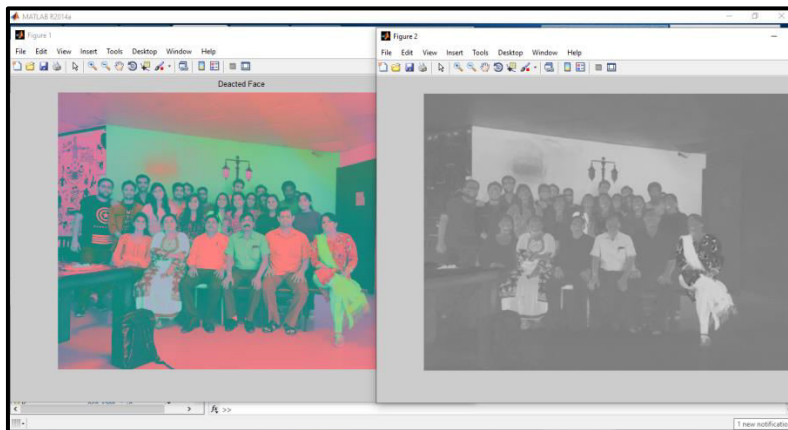 MATLAB R2014a
Figure 1
File Edit View Insert Tools Desktop Window Help
Deacted Face
Figure 2
File Edit View Insert Tools Desktop Window Help
fx >>
1 new notificatio